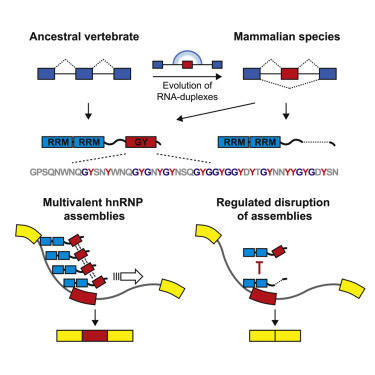 Ancestral vertebrate
Mammalian species
Evolution of
RNA-duplexes
RRM RRM GY
RRM RRM
GPSQNWNQGYSNYWNQGYGNYGYNSQGYGGYGGYDYTGYNNYYGYGDYSN
Multivalent hnRNP
assemblies
Regulated disruption
of assemblies